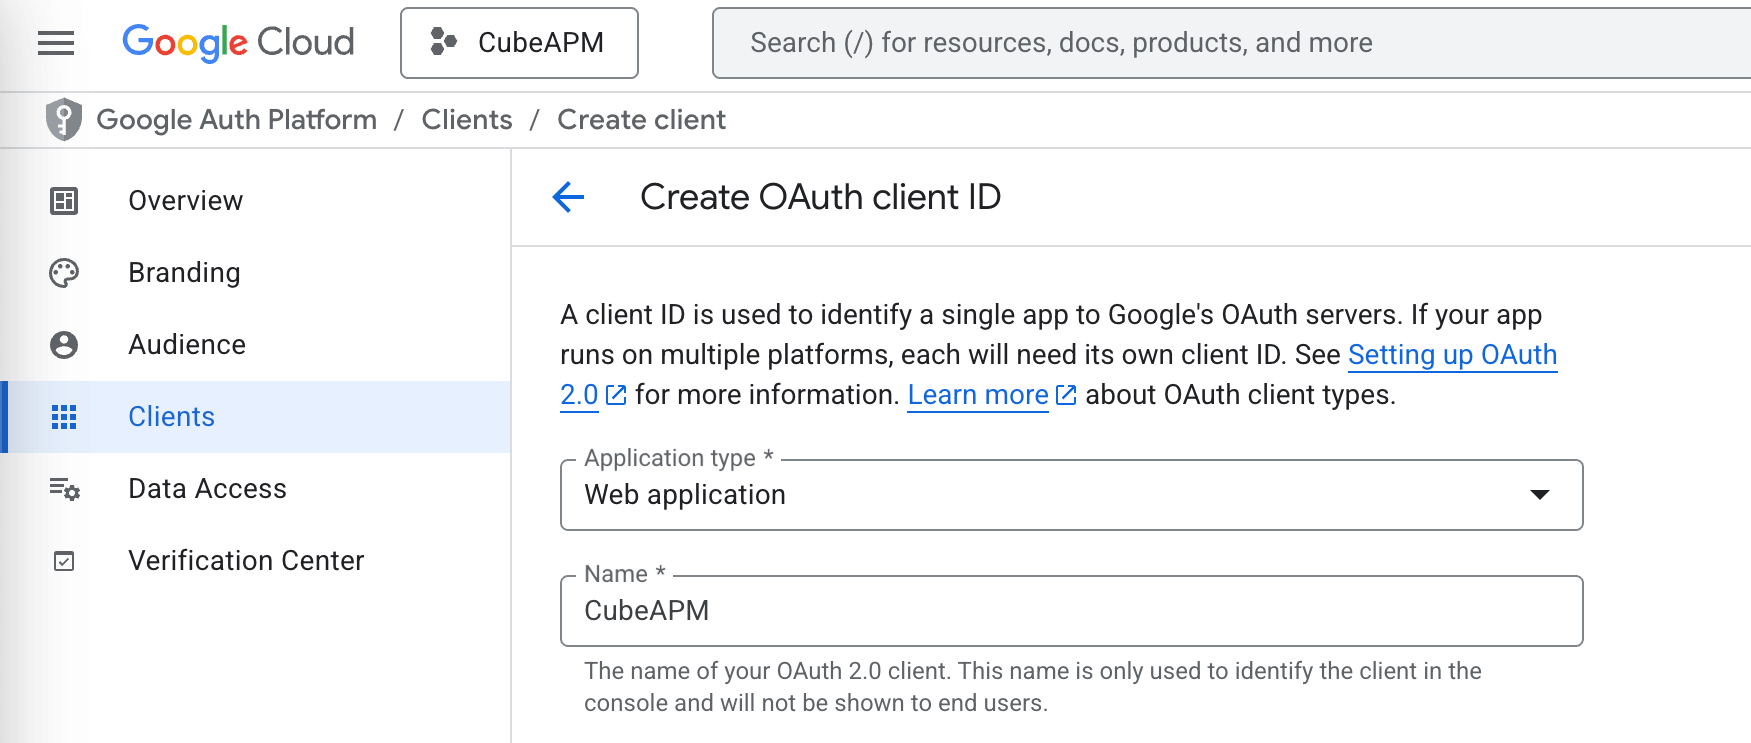 Google Cloud
CubeAPM
Search (/) for resources, docs, products, and more
Google Auth Platform / Clients / Create client
Overview
Branding
Audience
Clients
Data Access
Verification Center
Create OAuth client ID
A client ID is used to identify a single app to Google's OAuth servers. If your app
runs on multiple platforms, each will need its own client ID. See Setting up OAuth
2.0 for more information. Learn more about OAuth client types.
Application type *
Web application
Name *
CubeAPM
The name of your OAuth 2.0 client. This name is only used to identify the client in the
console and will not be shown to end users.